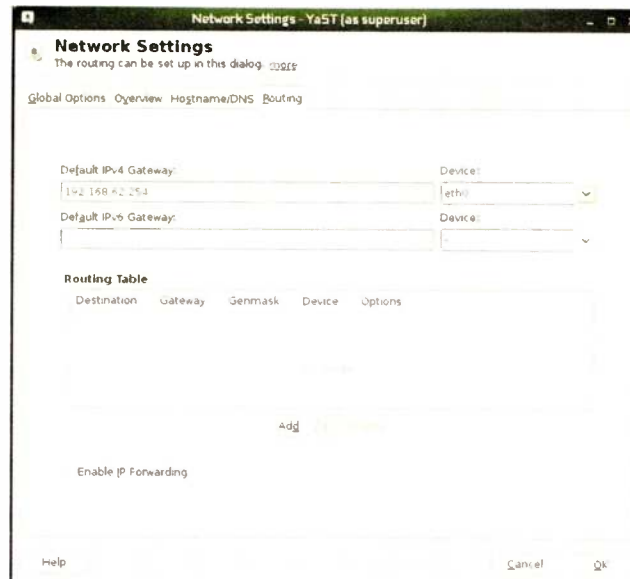 Network Settings - YaST (as superuser)
Network Settings
The routing can be set up in this dialog. more
Global Options Overview Hostname/DNS Routing
Default IPv4 Gateway: Device:
192.168.62.254 eth0
Default IPv6 Gateway: Device:
-
Routing Table
Destination Gateway Genmask Device Options
Add
Enable IP Forwarding
Help Cancel Ok